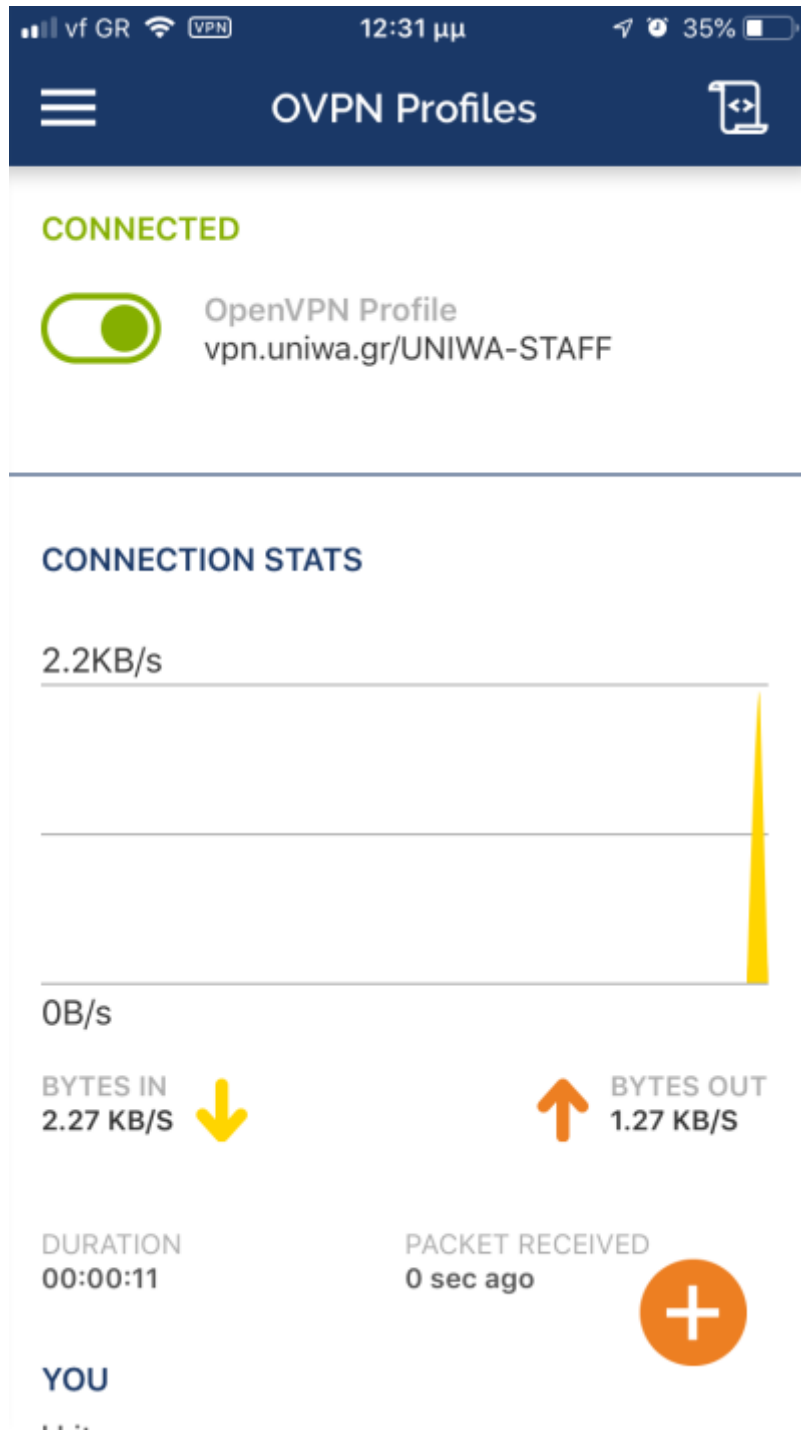 vf GR VPN 12:31 μμ 35%
OVPN Profiles
CONNECTED
OpenVPN Profile
vpn.uniwa.gr/UNIWA-STAFF
CONNECTION STATS
2.2KB/s
0B/s
BYTES IN
2.27 KB/S
BYTES OUT
1.27 KB/S
DURATION
00:00:11
PACKET RECEIVED
0 sec ago
YOU